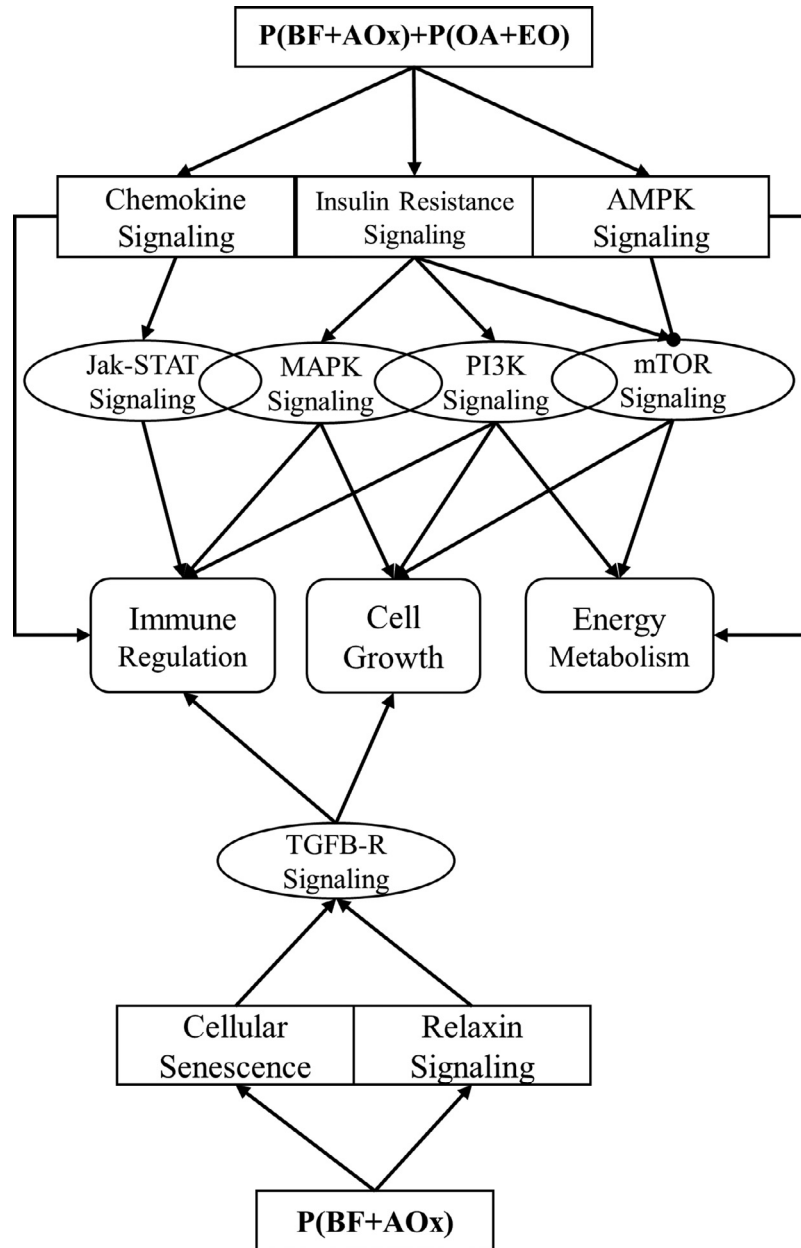 P(BF+AOx)+P(OA+EO)
Chemokine
Signaling
Insulin Resistance
Signaling
AMPK
Signaling
Jak-STAT
Signaling
MAPK
Signaling
PI3K
Signaling
mTOR
Signaling
Immune
Regulation
Cell
Growth
Energy
Metabolism
TGFB-R
Signaling
Cellular
Senescence
Relaxin
Signaling
P(BF+AOx)